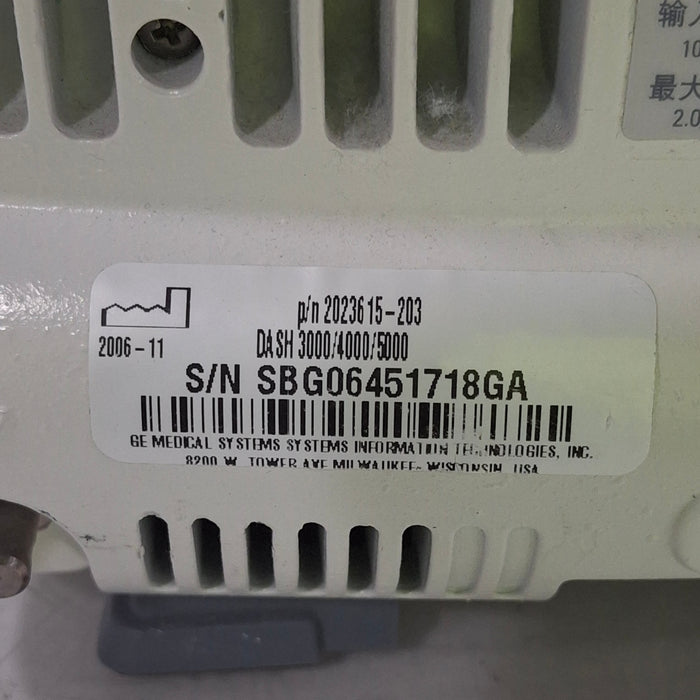 输入
10
最大
2.0
p/n 2023615-203
2006-11
DASH 3000/4000/5000
S/N SBG06451718GA
GE MEDICAL SYSTEMS SYSTEMS INFORMATION TECHNOLOGIES, INC.
8200 W. TOWER AVE MILWAUKEE, WISCONSIN, USA